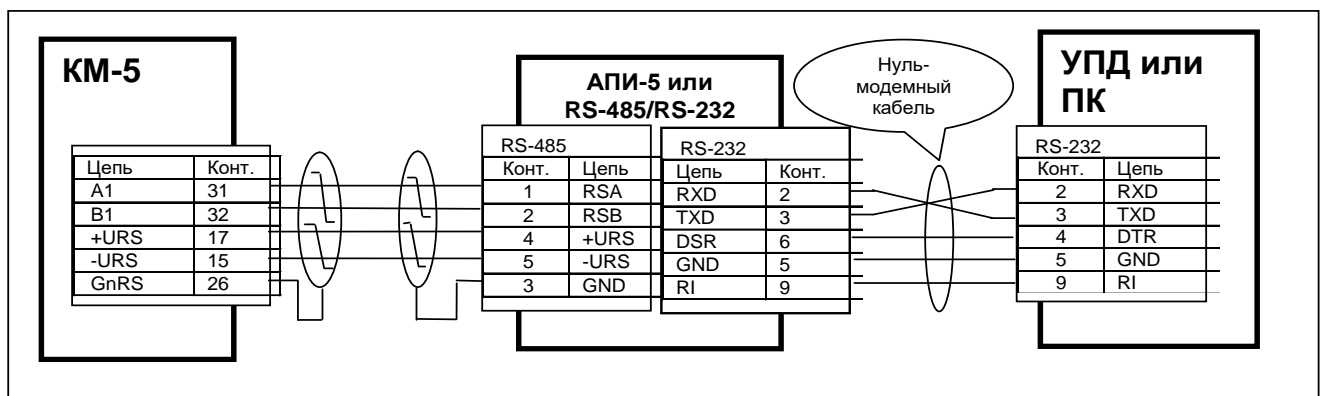 КМ-5
Цепь Конт.
A1 31
B1 32
+URS 17
-URS 15
GnRS 26
АПИ-5 или
RS-485/RS-232
RS-485
Конт. Цепь
1 RSA
2 RSB
4 +URS
5 -URS
3 GND
RS-232
Цепь Конт.
RXD 2
TXD 3
DSR 6
GND 5
RI 9
Нуль-
модемный
кабель
УПД или
ПК
RS-232
Конт. Цепь
2 RXD
3 TXD
4 DTR
5 GND
9 RI